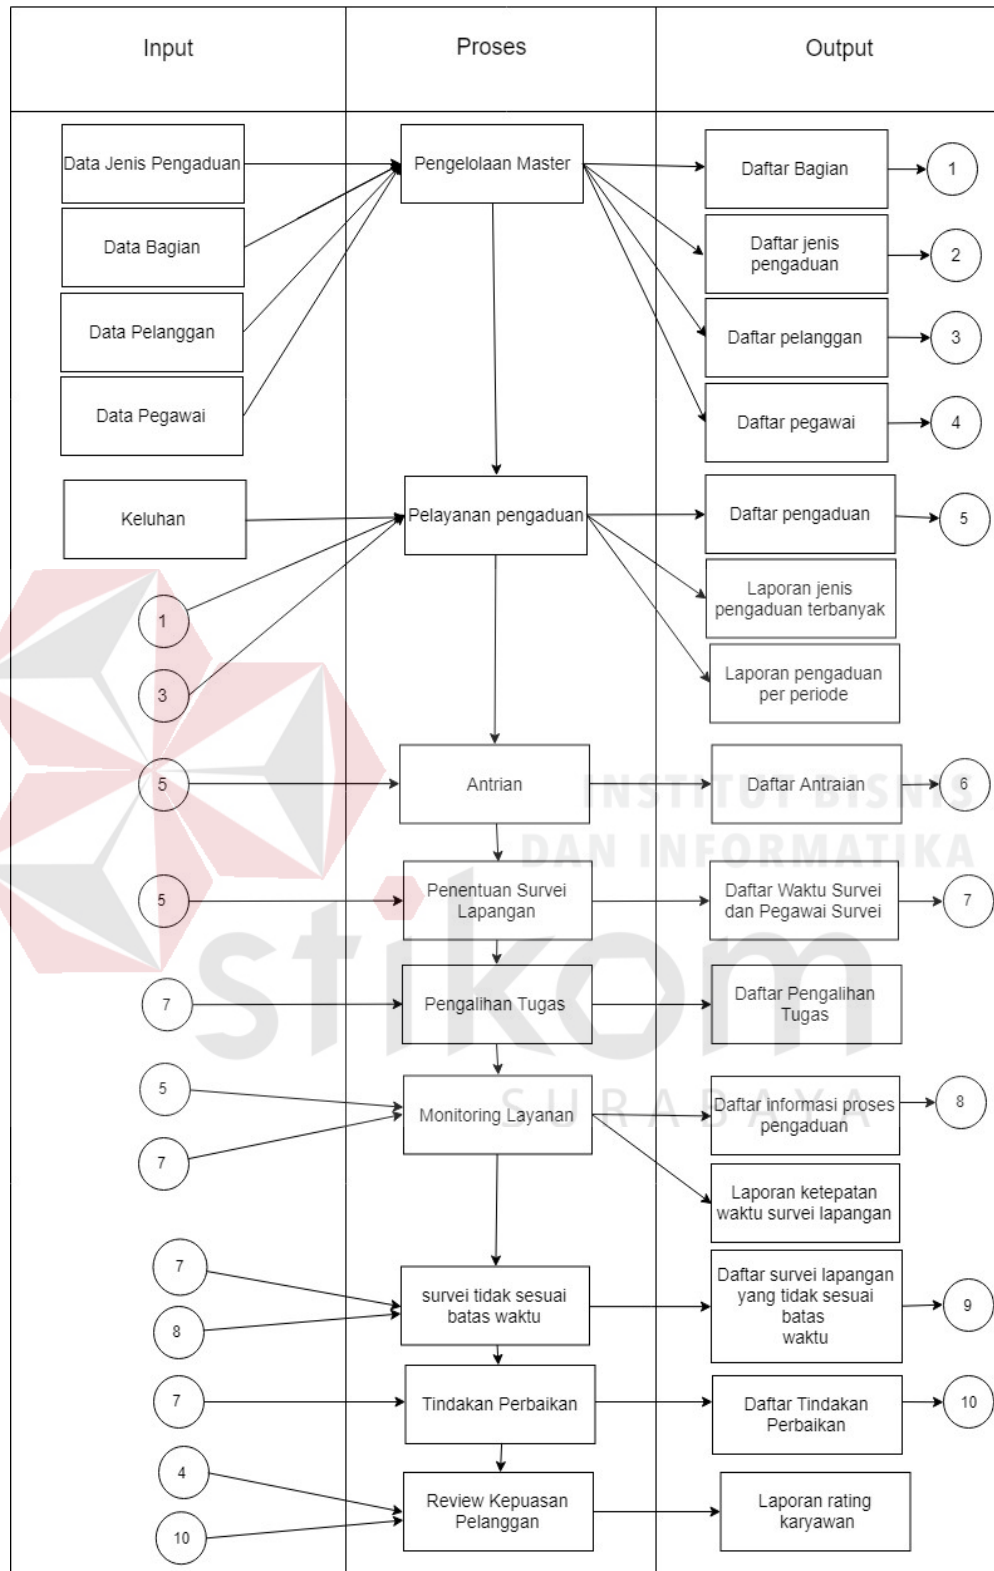 Input
Proses
Output
Data Jenis Pengaduan
Pengelolaan Master
Daftar Bagian
1
Data Bagian
Daftar jenis
pengaduan
2
Data Pelanggan
Daftar pelanggan
3
Data Pegawai
Daftar pegawai
4
Keluhan
Pelayanan pengaduan
Daftar pengaduan
5
1
Laporan jenis
pengaduan terbanyak
3
Laporan pengaduan
per periode
5
Antrian
Daftar Antraian
6
INSTITUT BISNIS
DAN INFORMATIKA
5
Penentuan Survei
Lapangan
Daftar Waktu Survei
dan Pegawai Survei
7
stikom
7
Pengalihan Tugas
Daftar Pengalihan
Tugas
SURABAYA
5
7
Monitoring Layanan
Daftar informasi proses
pengaduan
8
Laporan ketepatan
waktu survei lapangan
7
8
survei tidak sesuai
batas waktu
Daftar survei lapangan
yang tidak sesuai
batas
waktu
9
7
Tindakan Perbaikan
Daftar Tindakan
Perbaikan
10
4
10
Review Kepuasan
Pelanggan
Laporan rating
karyawan